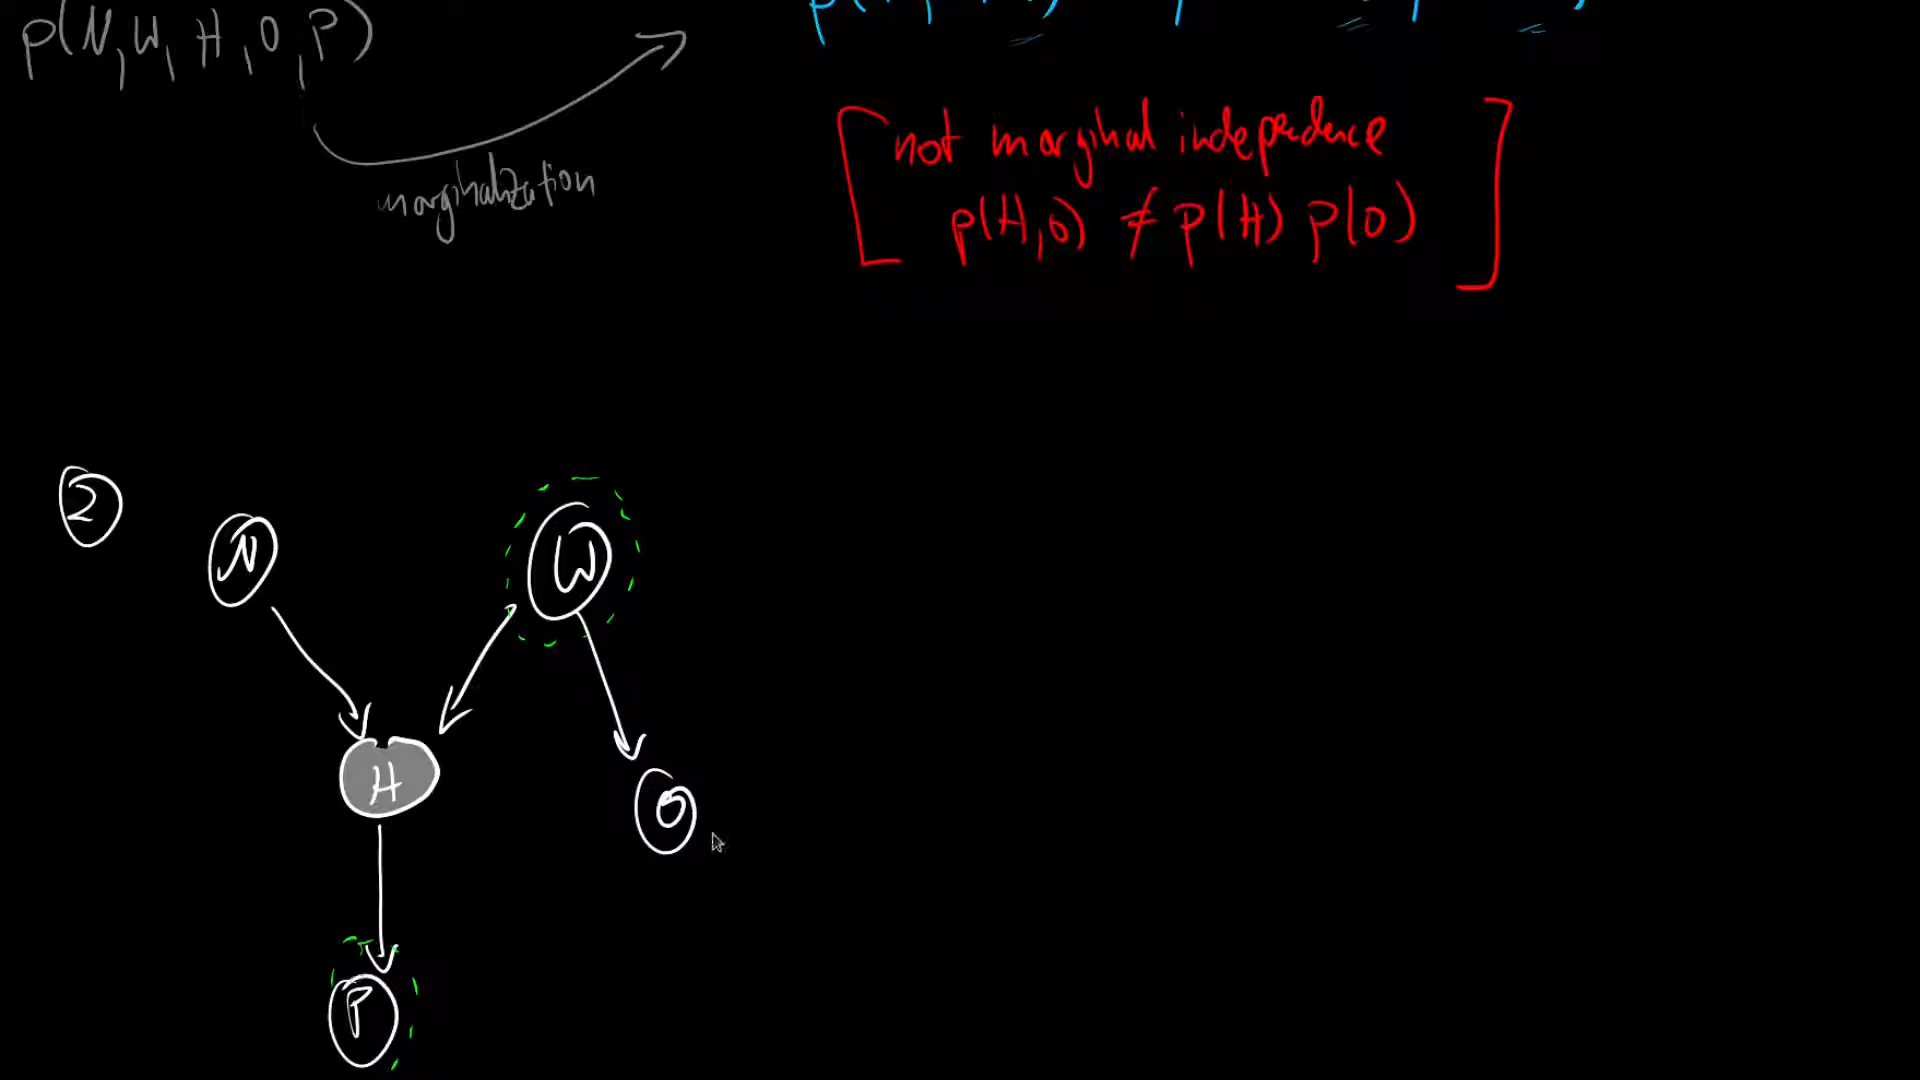 p(N, W, H, O, P)
marginalization
not marginal independence
p(H, O) ≠ p(H) p(O)
2
N
W
H
O
P